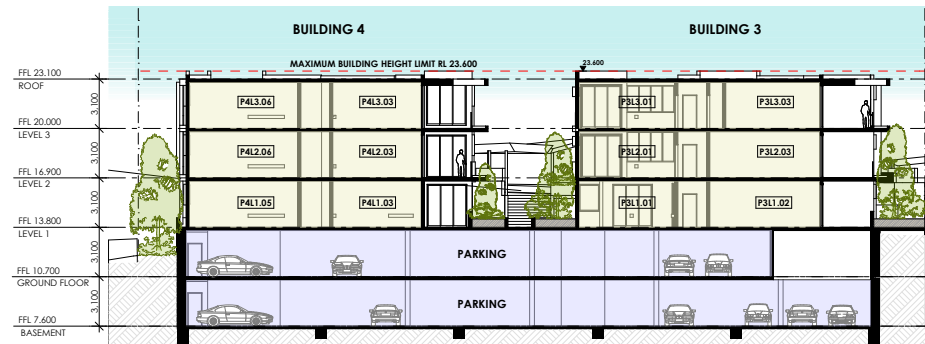 BUILDING 4
BUILDING 3
MAXIMUM BUILDING HEIGHT LIMIT RL 23.600
23.600
FFL 23.100
ROOF
3,100
P4L3.06
P4L3.03
P3L3.01
P3L3.03
FFL 20.000
LEVEL 3
3,100
P4L2.06
P4L2.03
P3L2.01
P3L2.03
FFL 16.900
LEVEL 2
3,100
P4L1.05
P4L1.03
P3L1.01
P3L1.02
FFL 13.800
LEVEL 1
3,100
PARKING
FFL 10.700
GROUND FLOOR
3,100
PARKING
FFL 7.600
BASEMENT